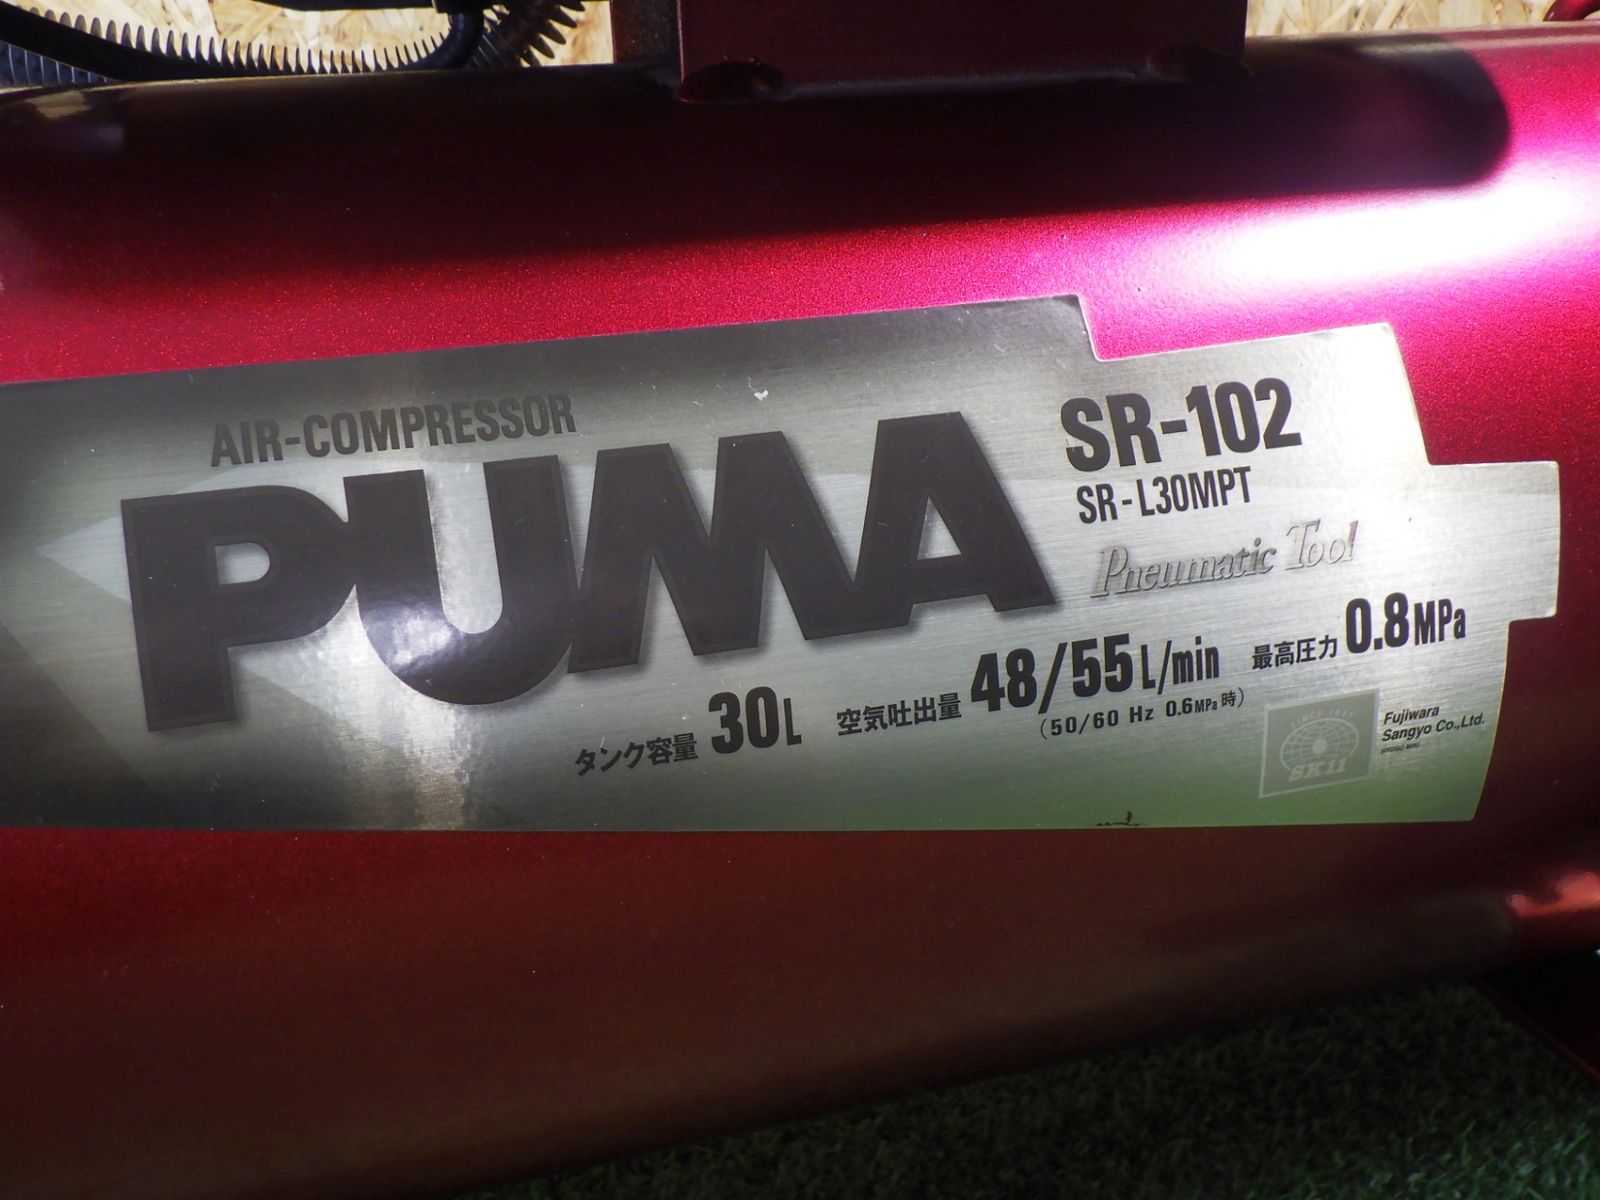 AIR-COMPRESSOR
PUMA
SR-102
SR-L30MPT
Pneumatic Tool
タンク容量 30L 空気吐出量 48/55L/min 最高圧力 0.8MPa
(50/60 Hz 0.6MPa時)
SK11
Fujiwara
Sangyo Co.,Ltd.